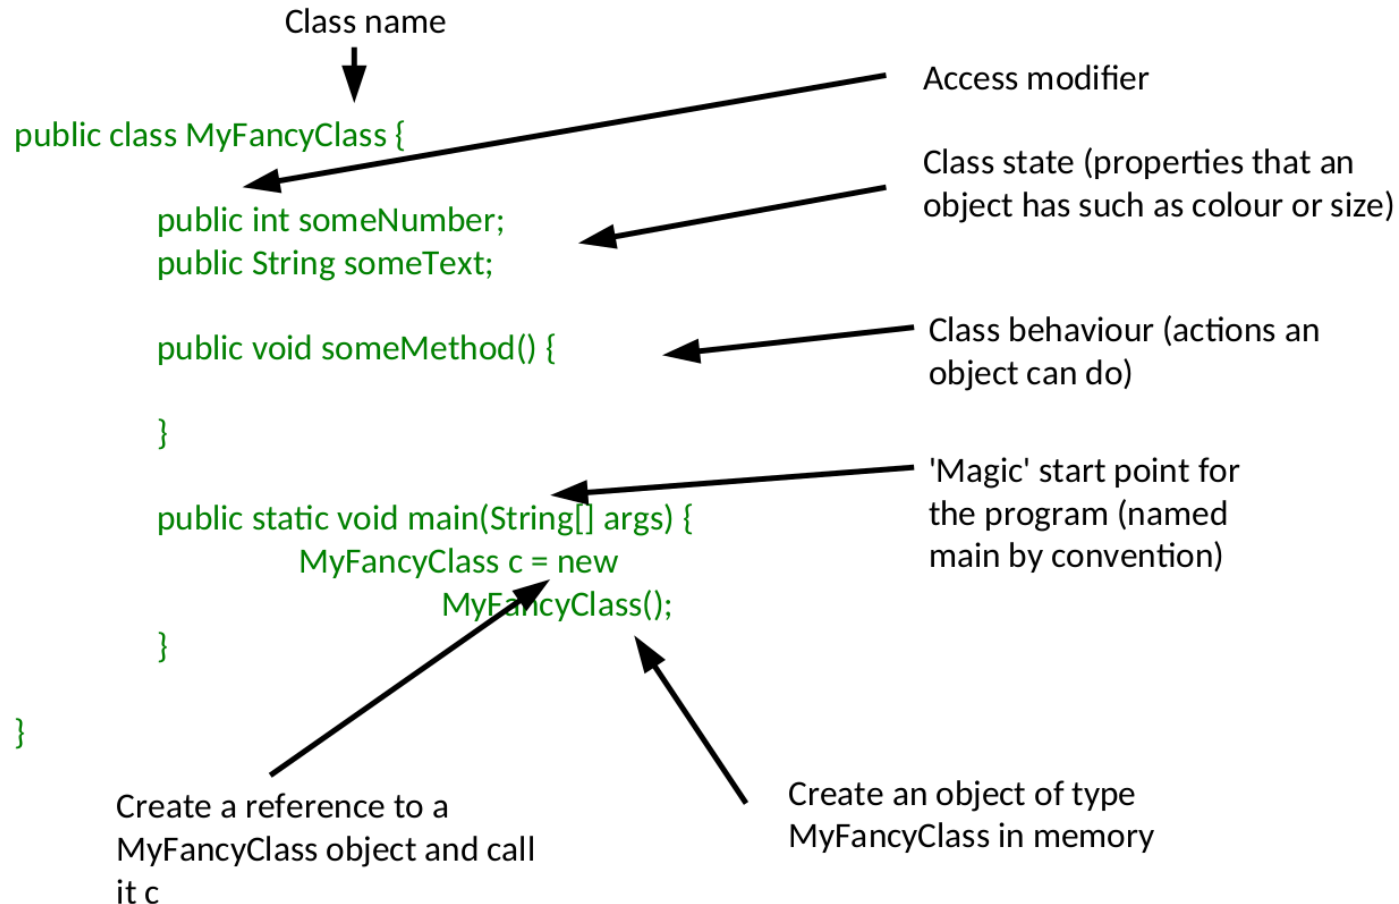 Class name
Access modifier
public class MyFancyClass {
Class state (properties that an
object has such as colour or size)
public int someNumber;
public String someText;
Class behaviour (actions an
object can do)
public void someMethod() {
}
'Magic' start point for
the program (named
main by convention)
public static void main(String[] args) {
MyFancyClass c = new
MyFancyClass();
}
}
Create a reference to a
MyFancyClass object and call
it c
Create an object of type
MyFancyClass in memory